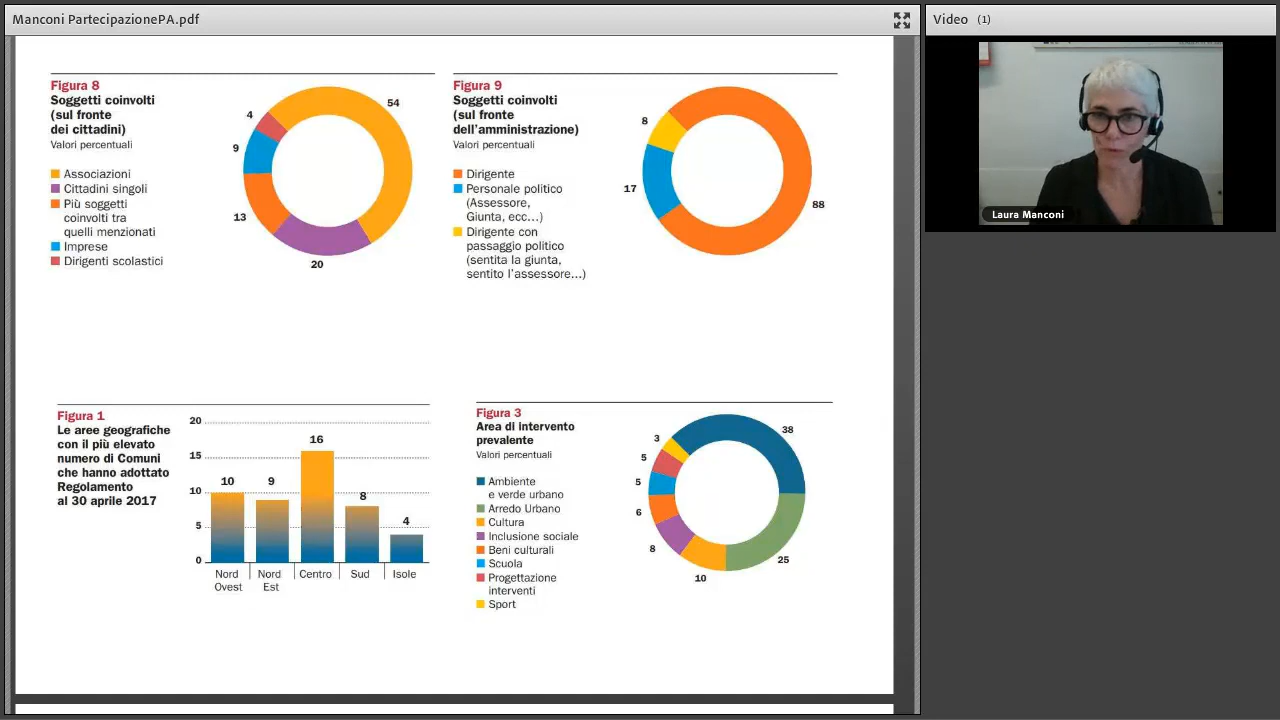 Manconi PartecipazionePA.pdf
Video (1)
Laura Manconi
Figura 8
Soggetti coinvolti
(sul fronte
dei cittadini)
Valori percentuali
Associazioni
Cittadini singoli
Più soggetti
coinvolti tra
quelli menzionati
Imprese
Dirigenti scolastici
54
4
9
13
20
Figura 9
Soggetti coinvolti
(sul fronte
dell'amministrazione)
Valori percentuali
Dirigente
Personale politico
(Assessore,
Giunta, ecc...)
Dirigente con
passaggio politico
(sentita la giunta,
sentito l'assessore...)
8
17
88
Figura 1
Le aree geografiche
con il più elevato
numero di Comuni
che hanno adottato
Regolamento
al 30 aprile 2017
20
15
10
5
0
10
9
16
8
4
Nord
Ovest
Nord
Est
Centro
Sud
Isole
Figura 3
Area di intervento
prevalente
Valori percentuali
Ambiente
e verde urbano
Arredo Urbano
Cultura
Inclusione sociale
Beni culturali
Scuola
Progettazione
interventi
Sport
38
3
5
5
6
8
10
25